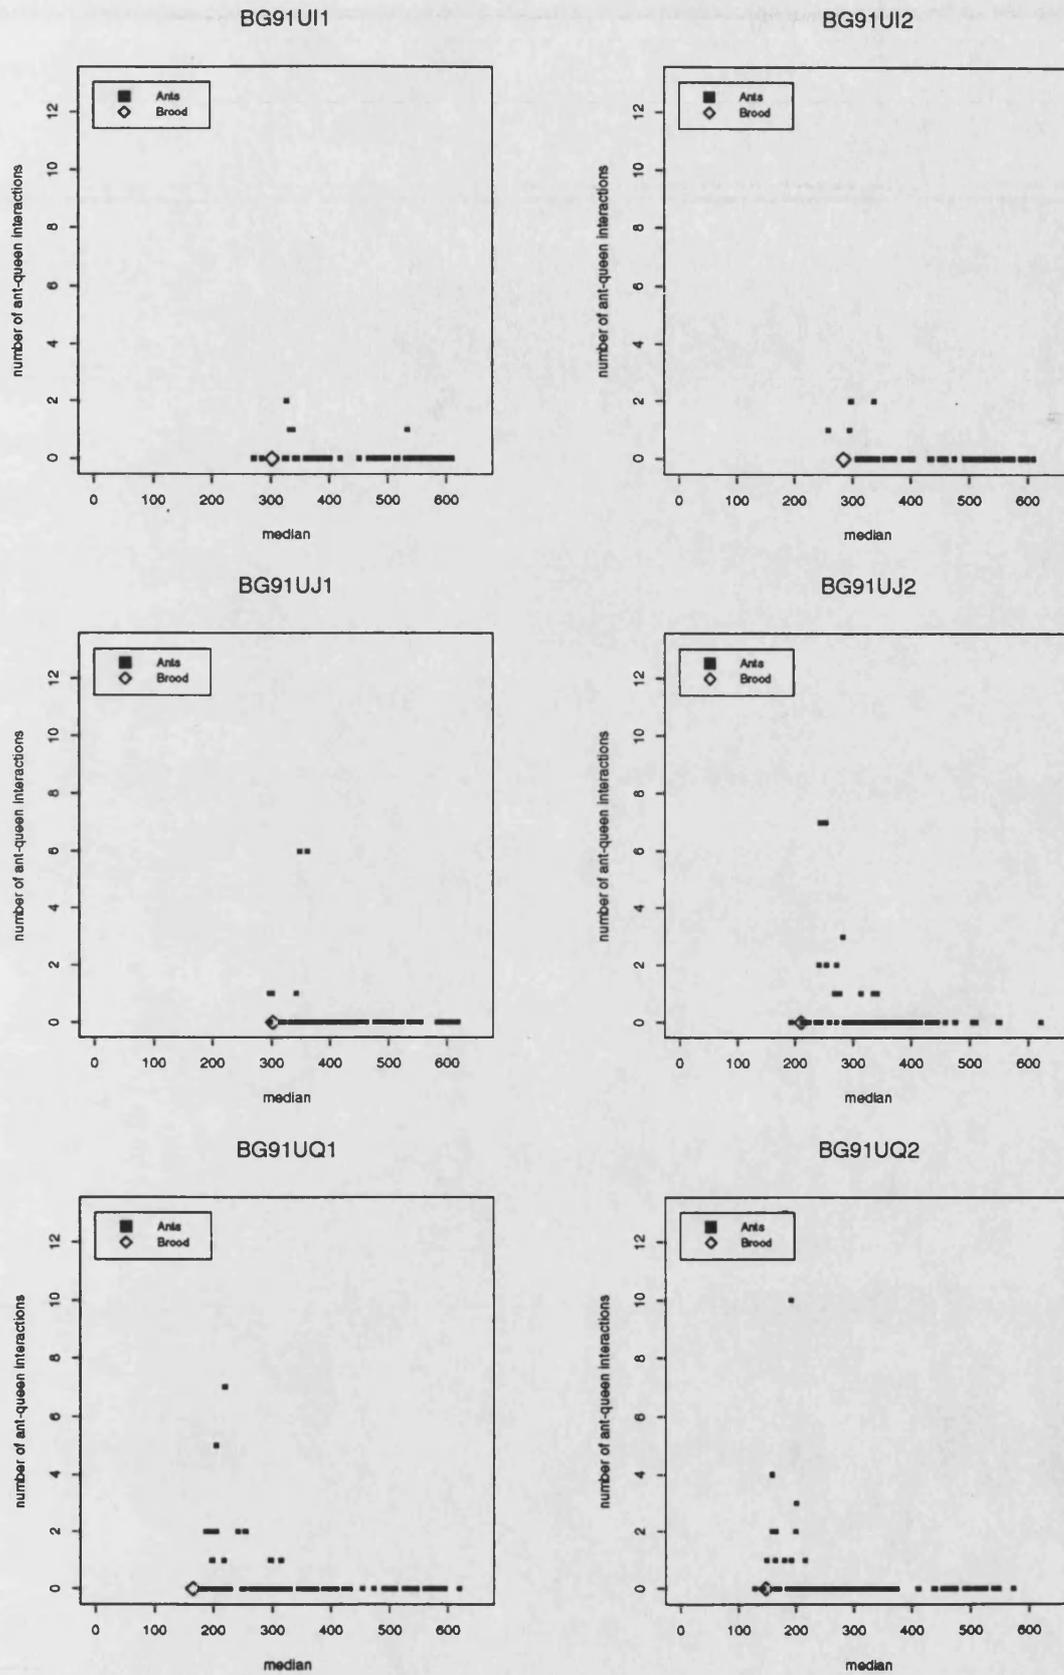 BG91UI1
BG91UI2
Ants
Brood
Ants
Brood
number of ant-queen interactions
number of ant-queen interactions
0 2 4 6 8 10 12
0 2 4 6 8 10 12
0 100 200 300 400 500 600
0 100 200 300 400 500 600
median
median
BG91UJ1
BG91UJ2
Ants
Brood
Ants
Brood
number of ant-queen interactions
number of ant-queen interactions
0 2 4 6 8 10 12
0 2 4 6 8 10 12
0 100 200 300 400 500 600
0 100 200 300 400 500 600
median
median
BG91UQ1
BG91UQ2
Ants
Brood
Ants
Brood
number of ant-queen interactions
number of ant-queen interactions
0 2 4 6 8 10 12
0 2 4 6 8 10 12
0 100 200 300 400 500 600
0 100 200 300 400 500 600
median
median